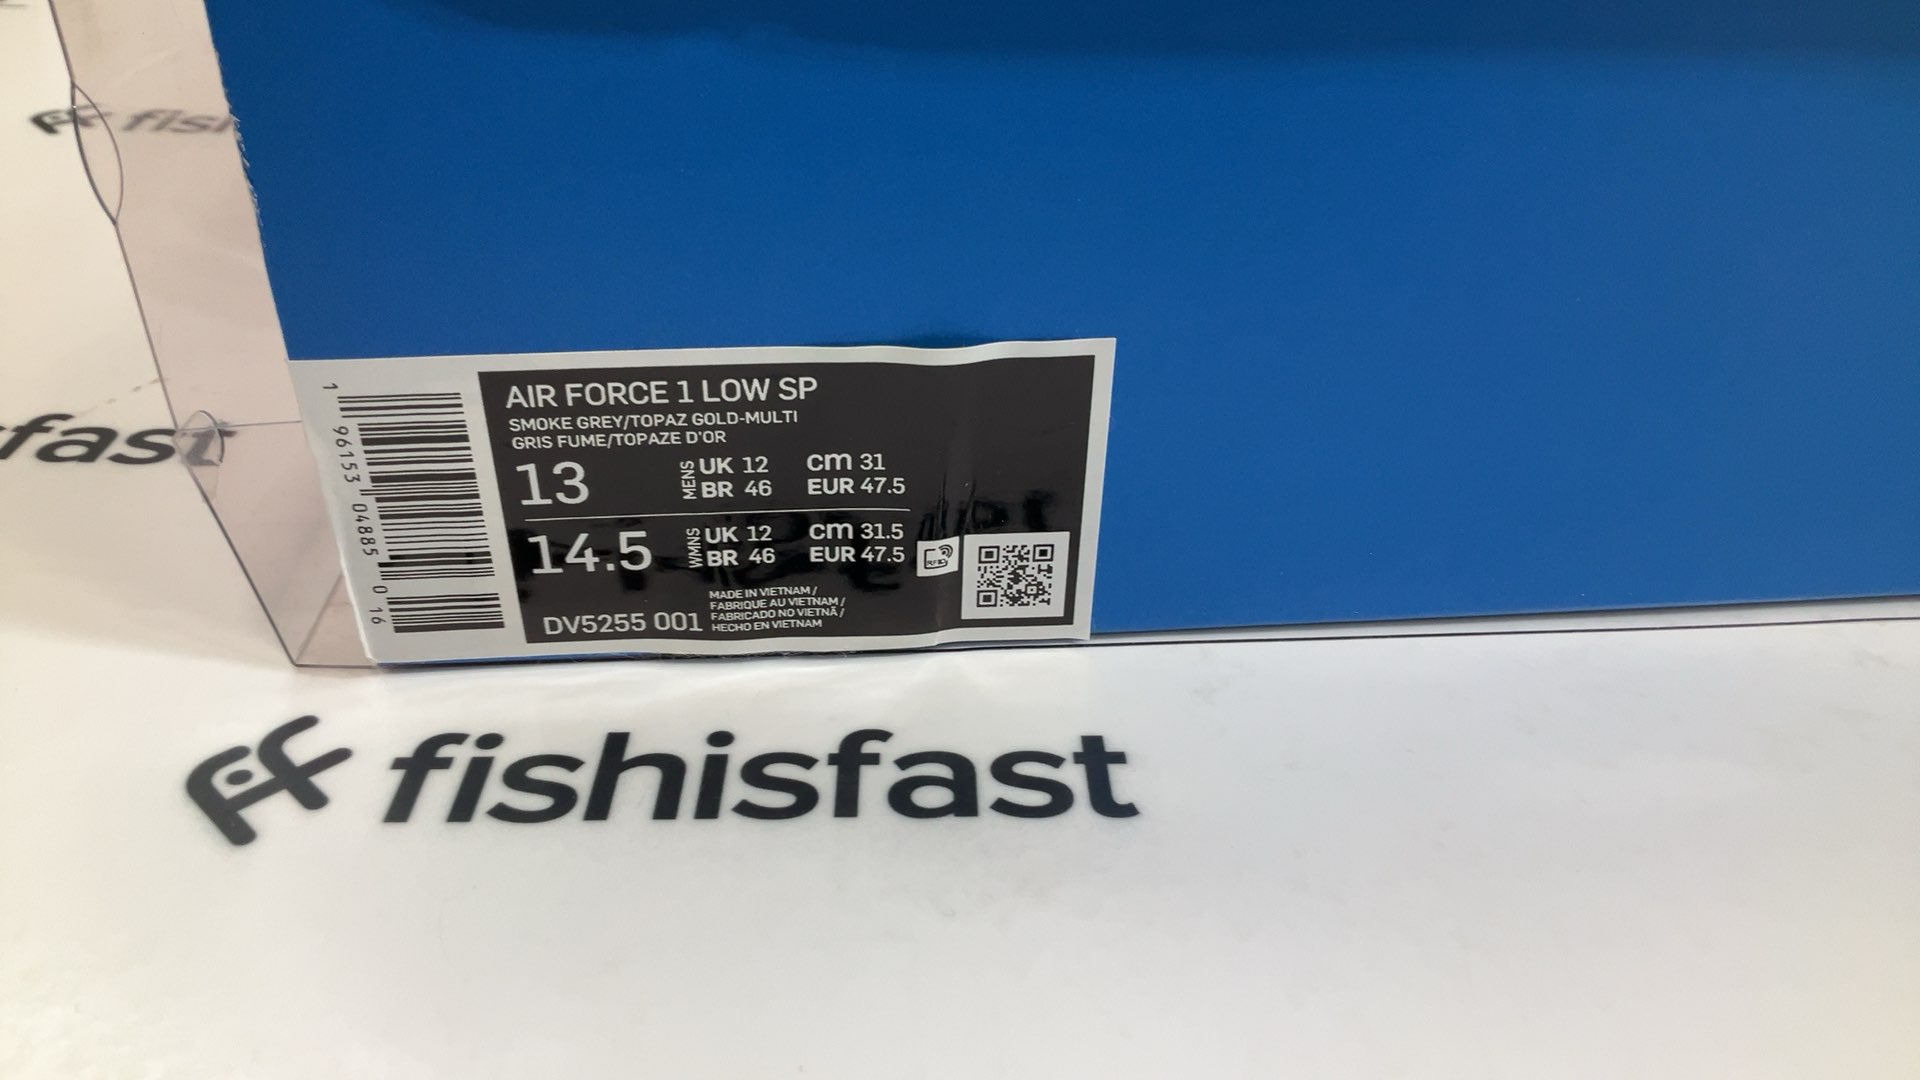 fish
fast
1 96153 04885 0 16
AIR FORCE 1 LOW SP
SMOKE GREY/TOPAZ GOLD-MULTI
GRIS FUME/TOPAZE D'OR
13 MENS UK 12 cm 31
BR 46 EUR 47.5
14.5 WMNS UK 12 cm 31.5
BR 46 EUR 47.5
RFID
MADE IN VIETNAM /
FABRIQUE AU VIETNAM /
FABRICADO NO VIETNÃ /
HECHO EN VIETNAM
DV5255 001
fishisfast